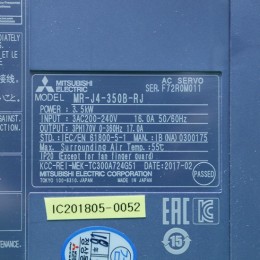 MITSUBISHI
ELECTRIC
AC SERVO
SER. F72R0M011
MODEL MR-J4-350B-RJ
POWER : 3.5kW
INPUT : 3AC200-240V 16.0A 50/60Hz
OUTPUT: 3PH170V 0-360Hz 17.0A
STD.: IEC/EN 61800-5-1 MAN.: IB(NA)0300175
Max. Surrounding Air Temp.: 55℃
IP20 (Except for fan finger guard)
KCC-REI-MEK-TC300A724G51 DATE: 2017-02
MITSUBISHI ELECTRIC CORPORATION
TOKYO 100-8310, JAPAN MADE IN JAPAN
PASSED
IC201805-0052
EAC
15